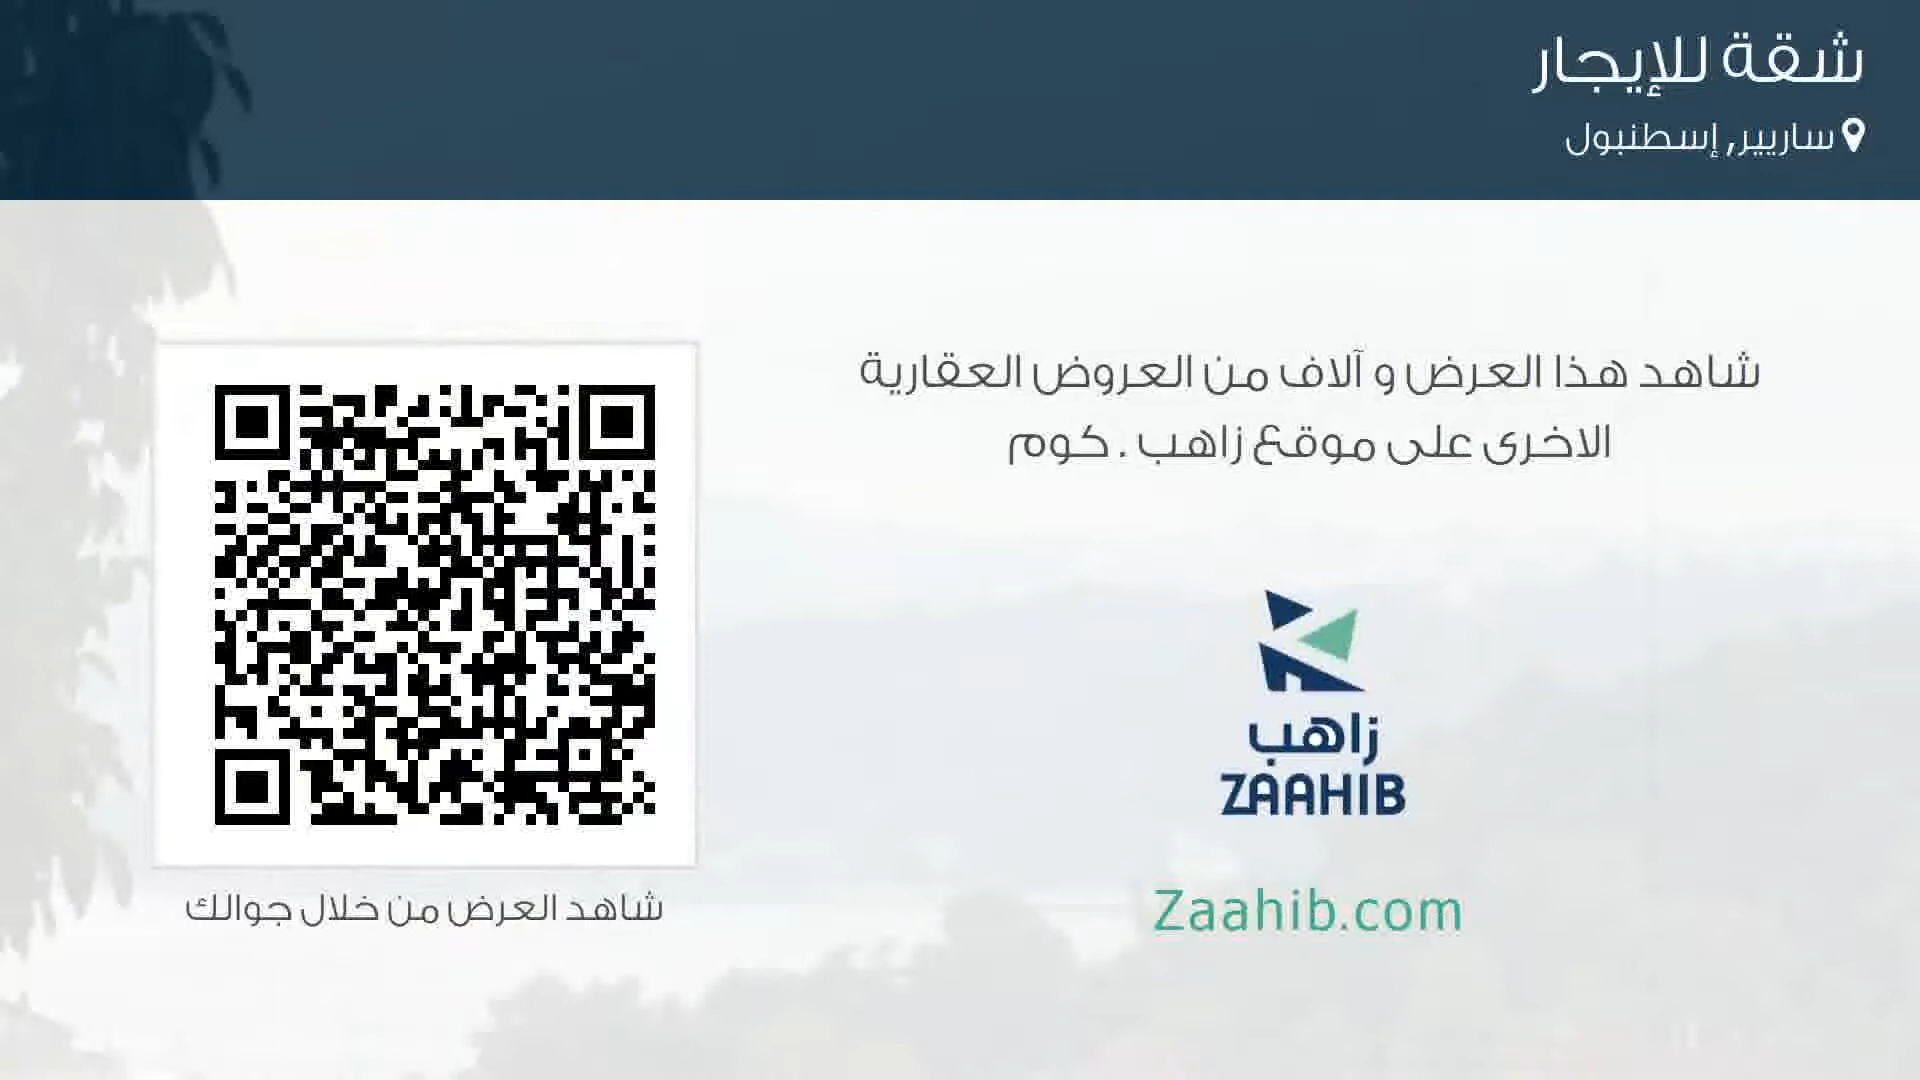 شقة للإيجار
ساريير, إسطنبول
شاهد هذا العرض و آلاف من العروض العقارية
الاخرى على موقع زاهب . كوم
زاهب
ZAAHIB
Zaahib.com
شاهد العرض من خلال جوالك